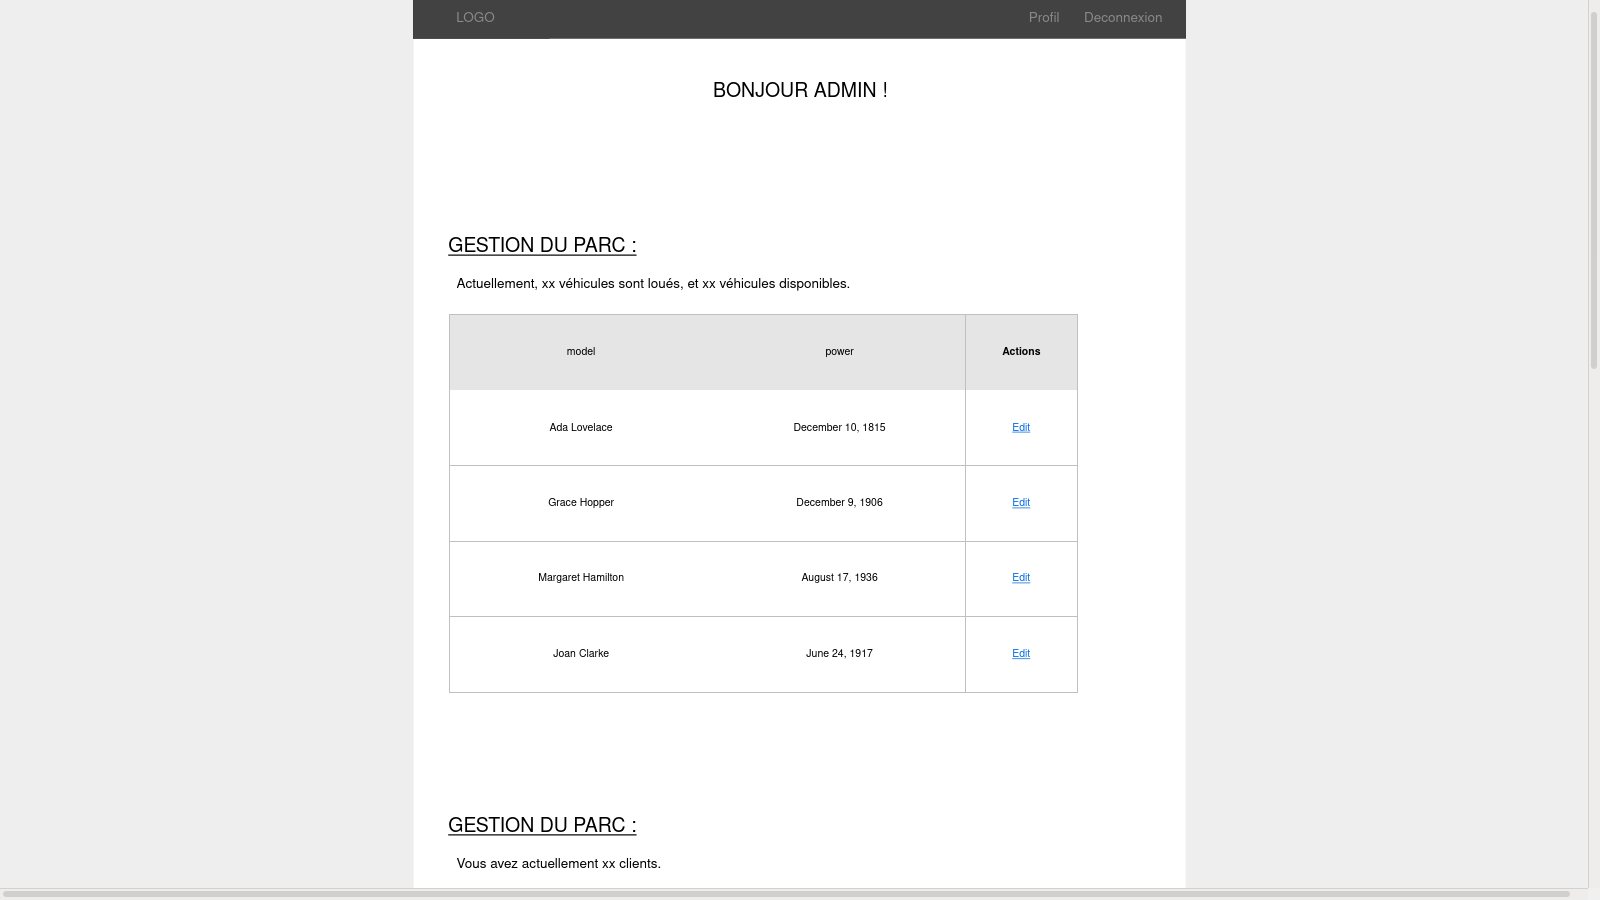 LOGO Profil Deconnexion
BONJOUR ADMIN !
GESTION DU PARC :
Actuellement, xx véhicules sont loués, et xx véhicules disponibles.
model power Actions
Ada Lovelace December 10, 1815 Edit
Grace Hopper December 9, 1906 Edit
Margaret Hamilton August 17, 1936 Edit
Joan Clarke June 24, 1917 Edit
GESTION DU PARC :
Vous avez actuellement xx clients.